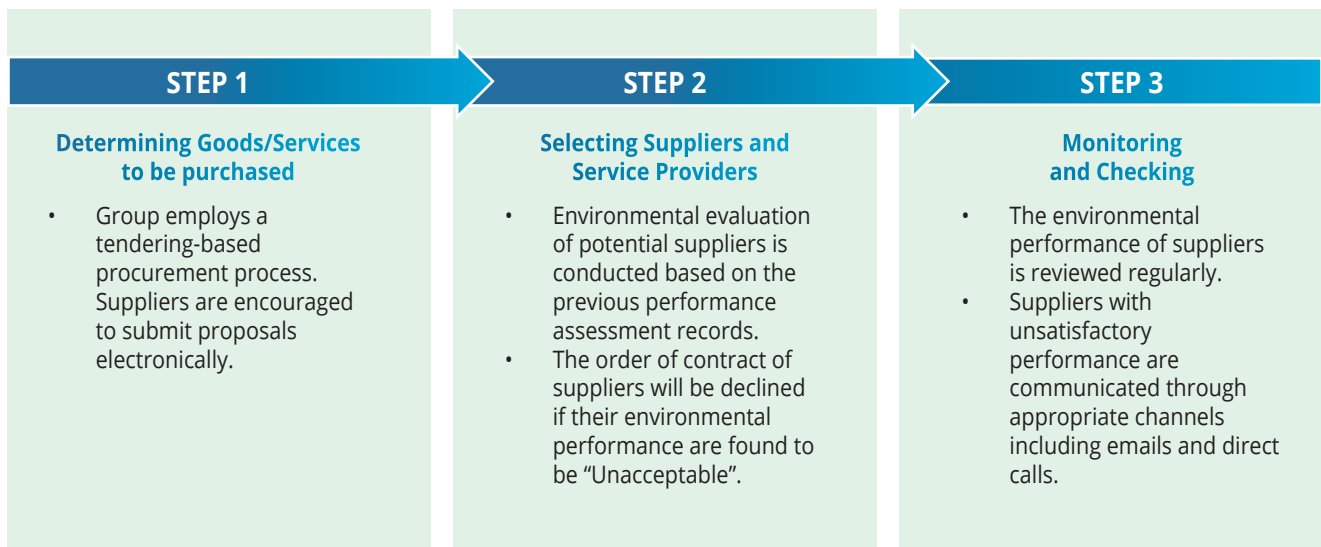 STEP 1
Determining Goods/Services
to be purchased
• Group employs a
tendering-based
procurement process.
Suppliers are encouraged
to submit proposals
electronically.
STEP 2
Selecting Suppliers and
Service Providers
• Environmental evaluation
of potential suppliers is
conducted based on the
previous performance
assessment records.
• The order of contract of
suppliers will be declined
if their environmental
performance are found to
be “Unacceptable”.
STEP 3
Monitoring
and Checking
• The environmental
performance of suppliers
is reviewed regularly.
• Suppliers with
unsatisfactory
performance are
communicated through
appropriate channels
including emails and direct
calls.